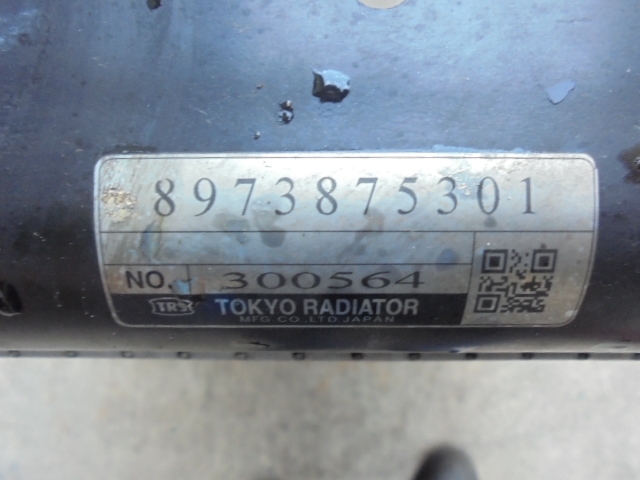 8973875301
NO. 300564
TRS TOKYO RADIATOR
MFG CO.,LTD.JAPAN